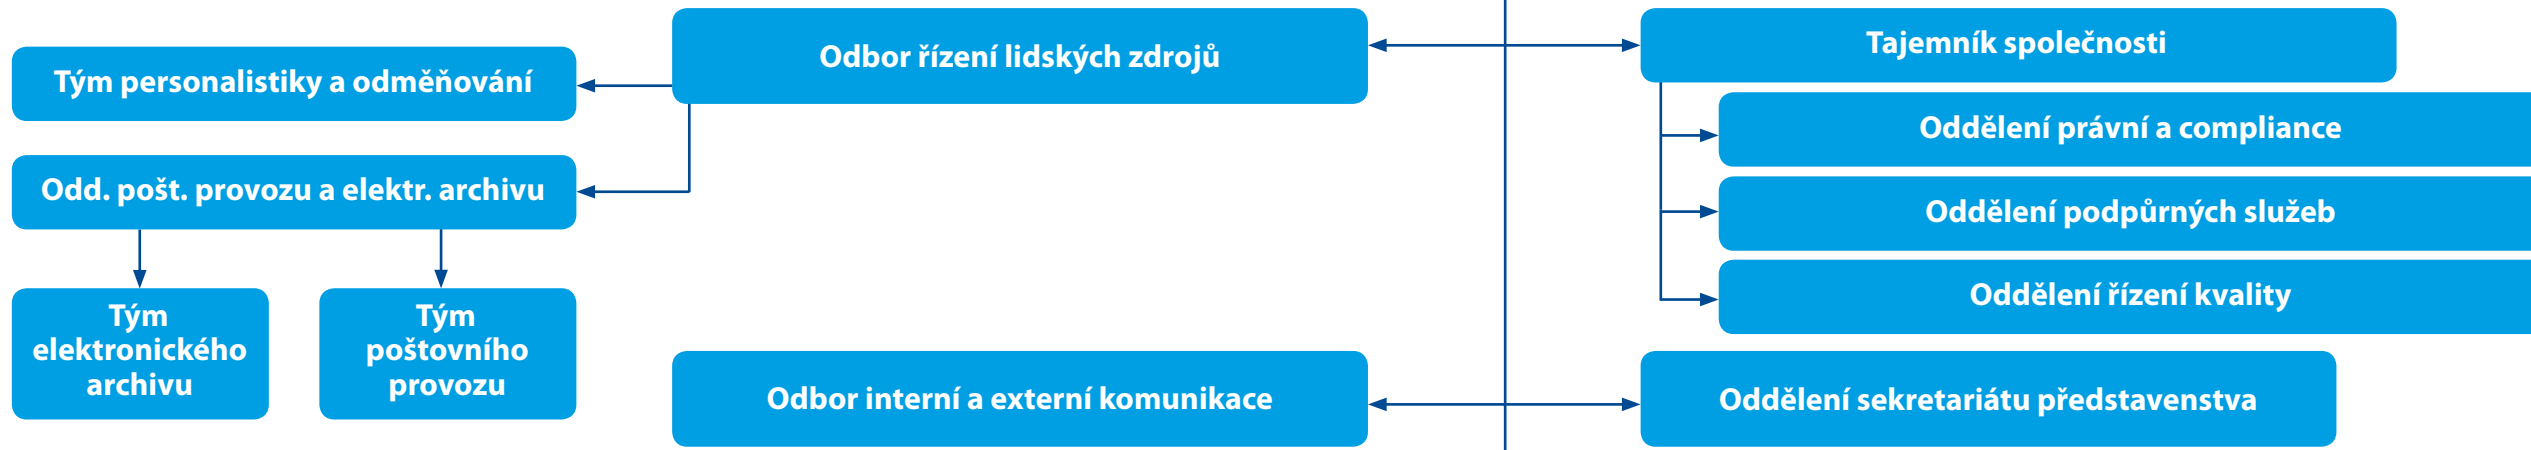 Odbor řízení lidských zdrojů
Tajemník společnosti
Tým personalistiky a odměňování
Oddělení právní a compliance
Odd. pošt. provozu a elektr. archivu
Oddělení podpůrných služeb
Oddělení řízení kvality
Tým
elektronického
archivu
Tým
poštovního
provozu
Odbor interní a externí komunikace
Oddělení sekretariátu představenstva